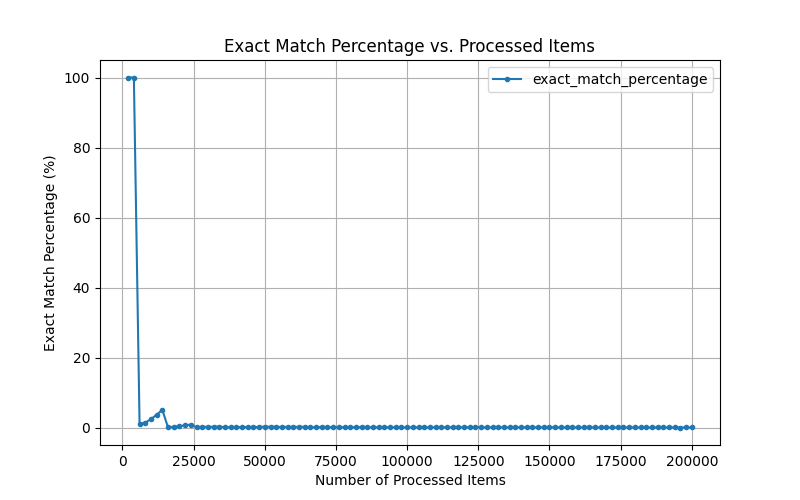 Exact Match Percentage vs. Processed Items
exact_match_percentage
Exact Match Percentage (%)
100
80
60
40
20
0
0 25000 50000 75000 100000 125000 150000 175000 200000
Number of Processed Items